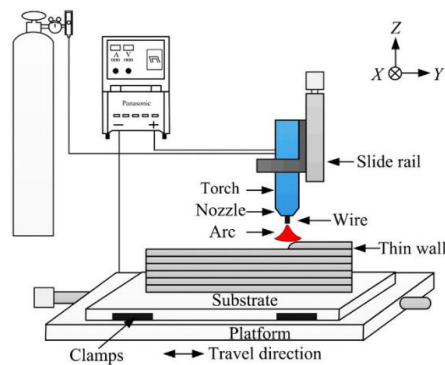 Z
X
Y
A
V
Panasonic
− +
Slide rail
Torch
Nozzle
Wire
Arc
Thin wall
Substrate
Platform
Clamps
Travel direction